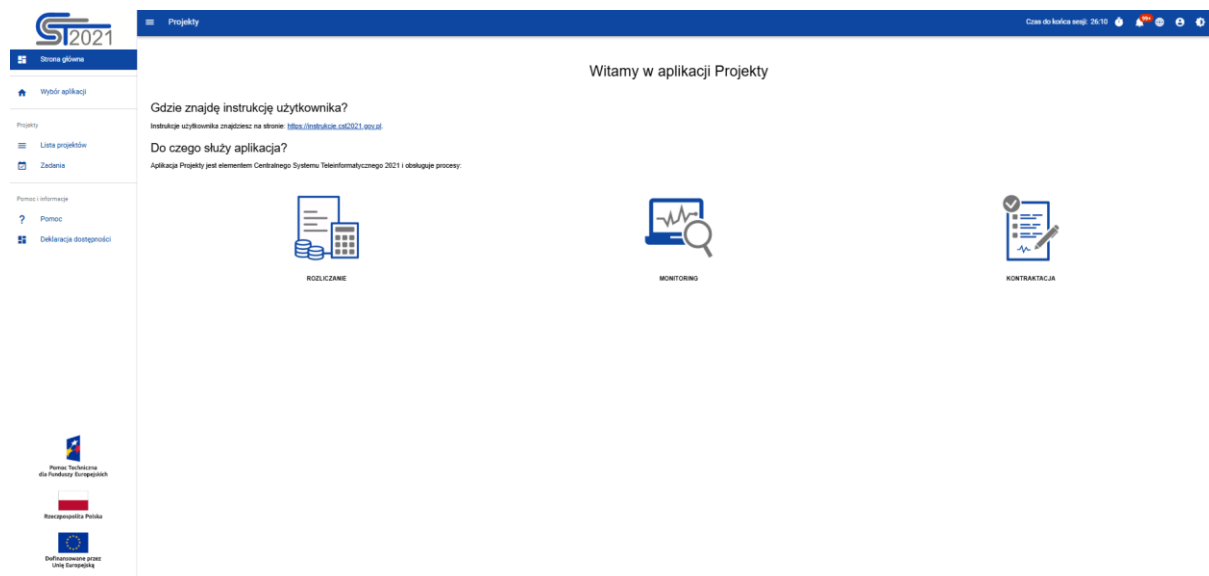 ST2021
Projekty
Czas do końca sesji: 26:10
99+
Strona główna
Wybór aplikacji
Projekty
Lista projektów
Zadania
Pomoc i informacje
? Pomoc
Deklaracja dostępności
Witamy w aplikacji Projekty
Gdzie znajdę instrukcję użytkownika?
Instrukcje użytkownika znajdziesz na stronie: https://instrukcje.cst2021.gov.pl
Do czego służy aplikacja?
Aplikacja Projekty jest elementem Centralnego Systemu Teleinformatycznego 2021 i obsługuje procesy:
ROZLICZANIE
MONITORING
KONTRAKTACJA
Pomoc Techniczna
dla Funduszy Europejskich
Rzeczpospolita Polska
Dofinansowane przez
Unię Europejską